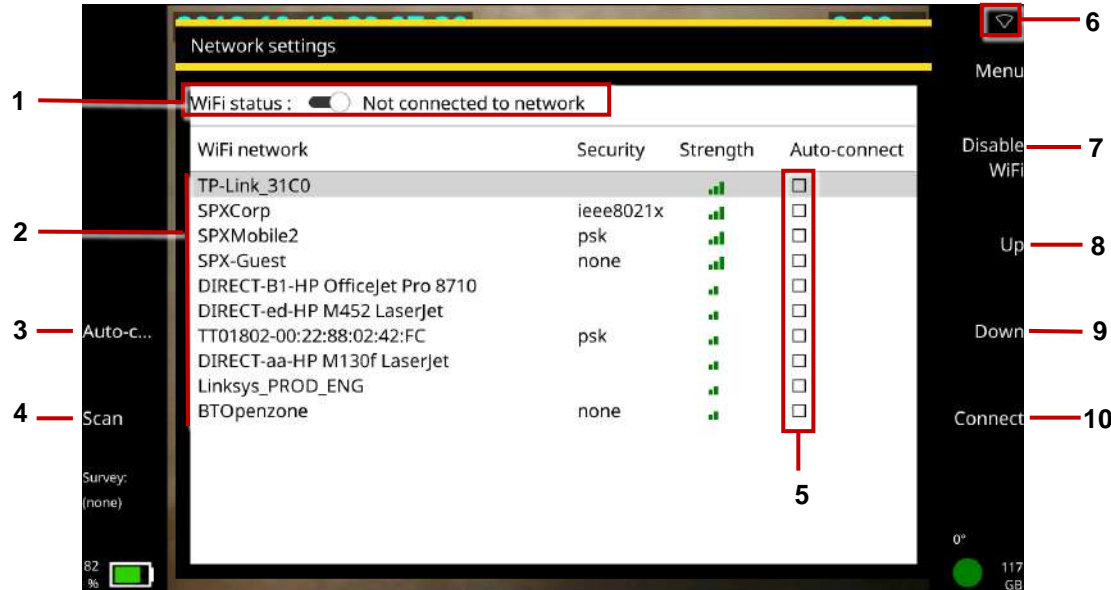 6
Network settings
Menu
1
WiFi status : Not connected to network
WiFi network Security Strength Auto-connect
Disable
WiFi
7
TP-Link_31C0
SPXCorp ieee8021x
2
SPXMobile2 psk
Up
8
SPX-Guest none
DIRECT-B1-HP OfficeJet Pro 8710
DIRECT-ed-HP M452 LaserJet
3
Auto-c...
TT01802-00:22:88:02:42:FC psk
Down
9
DIRECT-aa-HP M130f LaserJet
Linksys_PROD_ENG
4
Scan
BTOpenzone none
Connect
10
Survey:
(none)
5
0°
82
%
117
GB